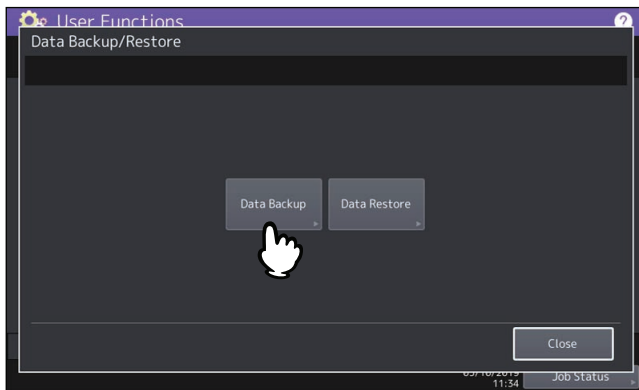 User Functions
?
Data Backup/Restore
Data Backup
Data Restore
Close
11:34
Job Status